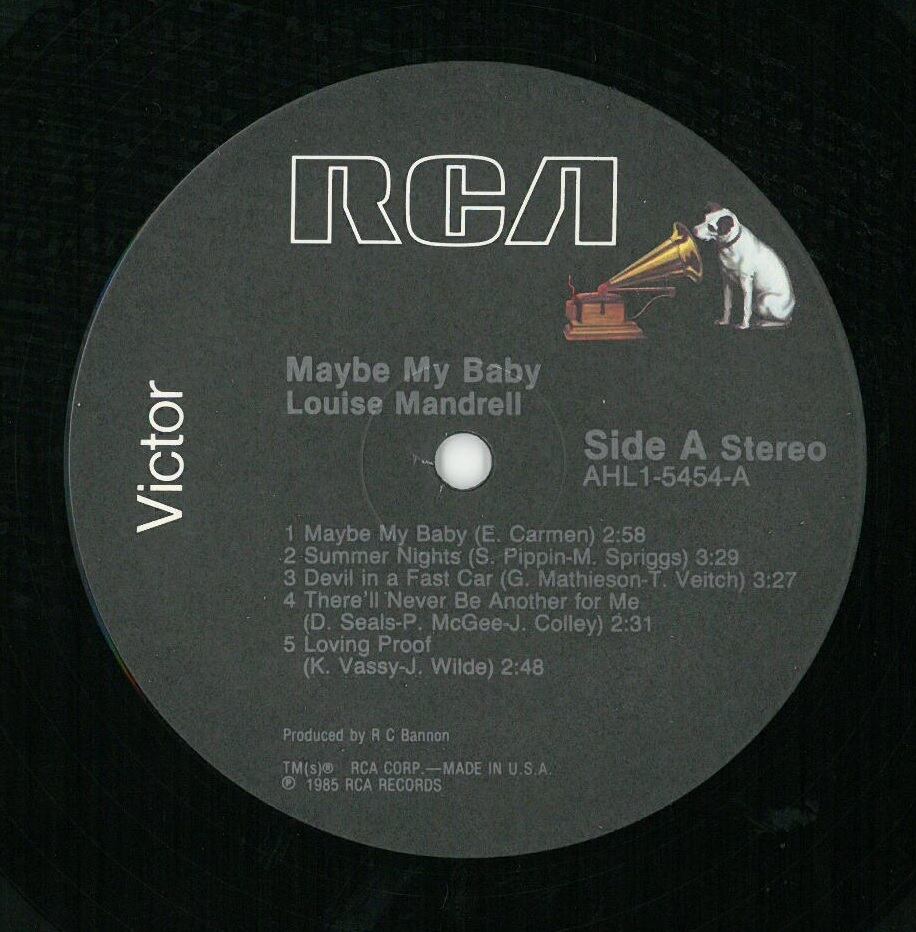 RCA
Victor
Maybe My Baby
Louise Mandrell
Side A Stereo
AHL1-5454-A
1 Maybe My Baby (E. Carmen) 2:58
2 Summer Nights (S. Pippin-M. Spriggs) 3:29
3 Devil in a Fast Car (G. Mathieson-T. Veitch) 3:27
4 There'll Never Be Another for Me
(D. Seals-P. McGee-J. Colley) 2:31
5 Loving Proof
(K. Vassy-J. Wilde) 2:48
Produced by R C Bannon
TM(s)® RCA CORP.—MADE IN U.S.A.
℗ 1985 RCA RECORDS